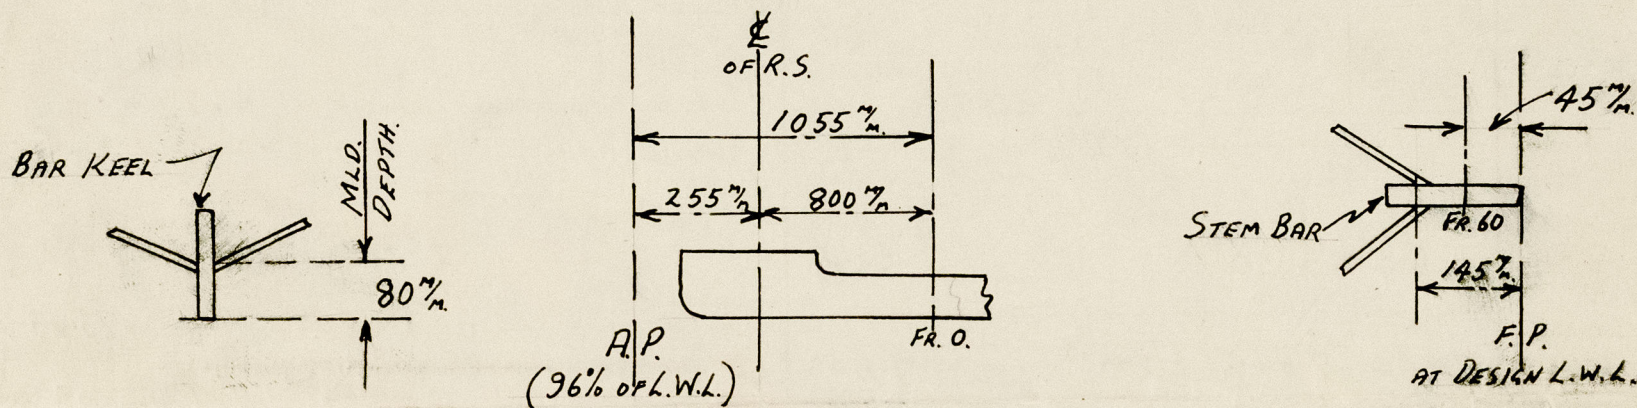 BAR KEEL
MLD.
DEPTH.
80 M/M.
℄
OF R.S.
1055 M/M.
255 M/M
800 M/M.
A.P.
(96% OF L.W.L.)
FR. O.
45 M/M.
STEM BAR
FR. 60
145 M/M.
F.P.
AT DESIGN L.W.L.